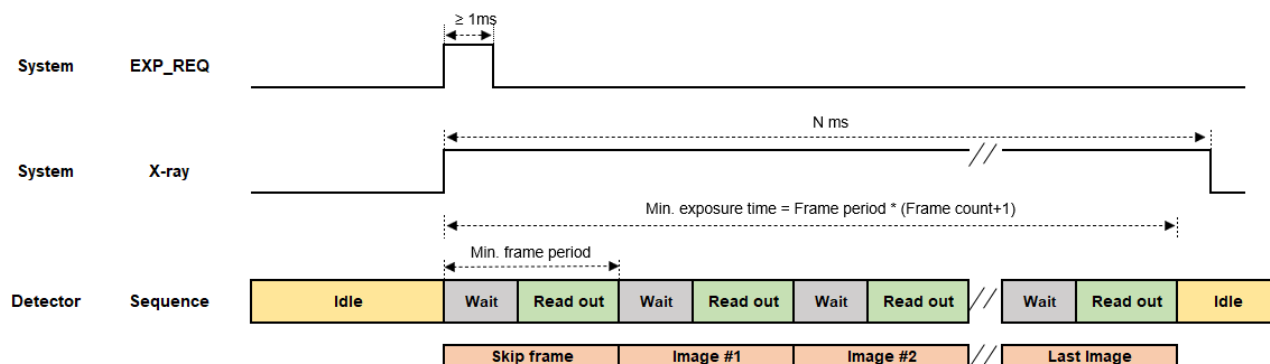 ≥ 1ms
System EXP_REQ
N ms
System X-ray
Min. exposure time = Frame period * (Frame count+1)
Min. frame period
Detector Sequence Idle Wait Read out Wait Read out Wait Read out Wait Read out Idle
Skip frame Image #1 Image #2 Last Image